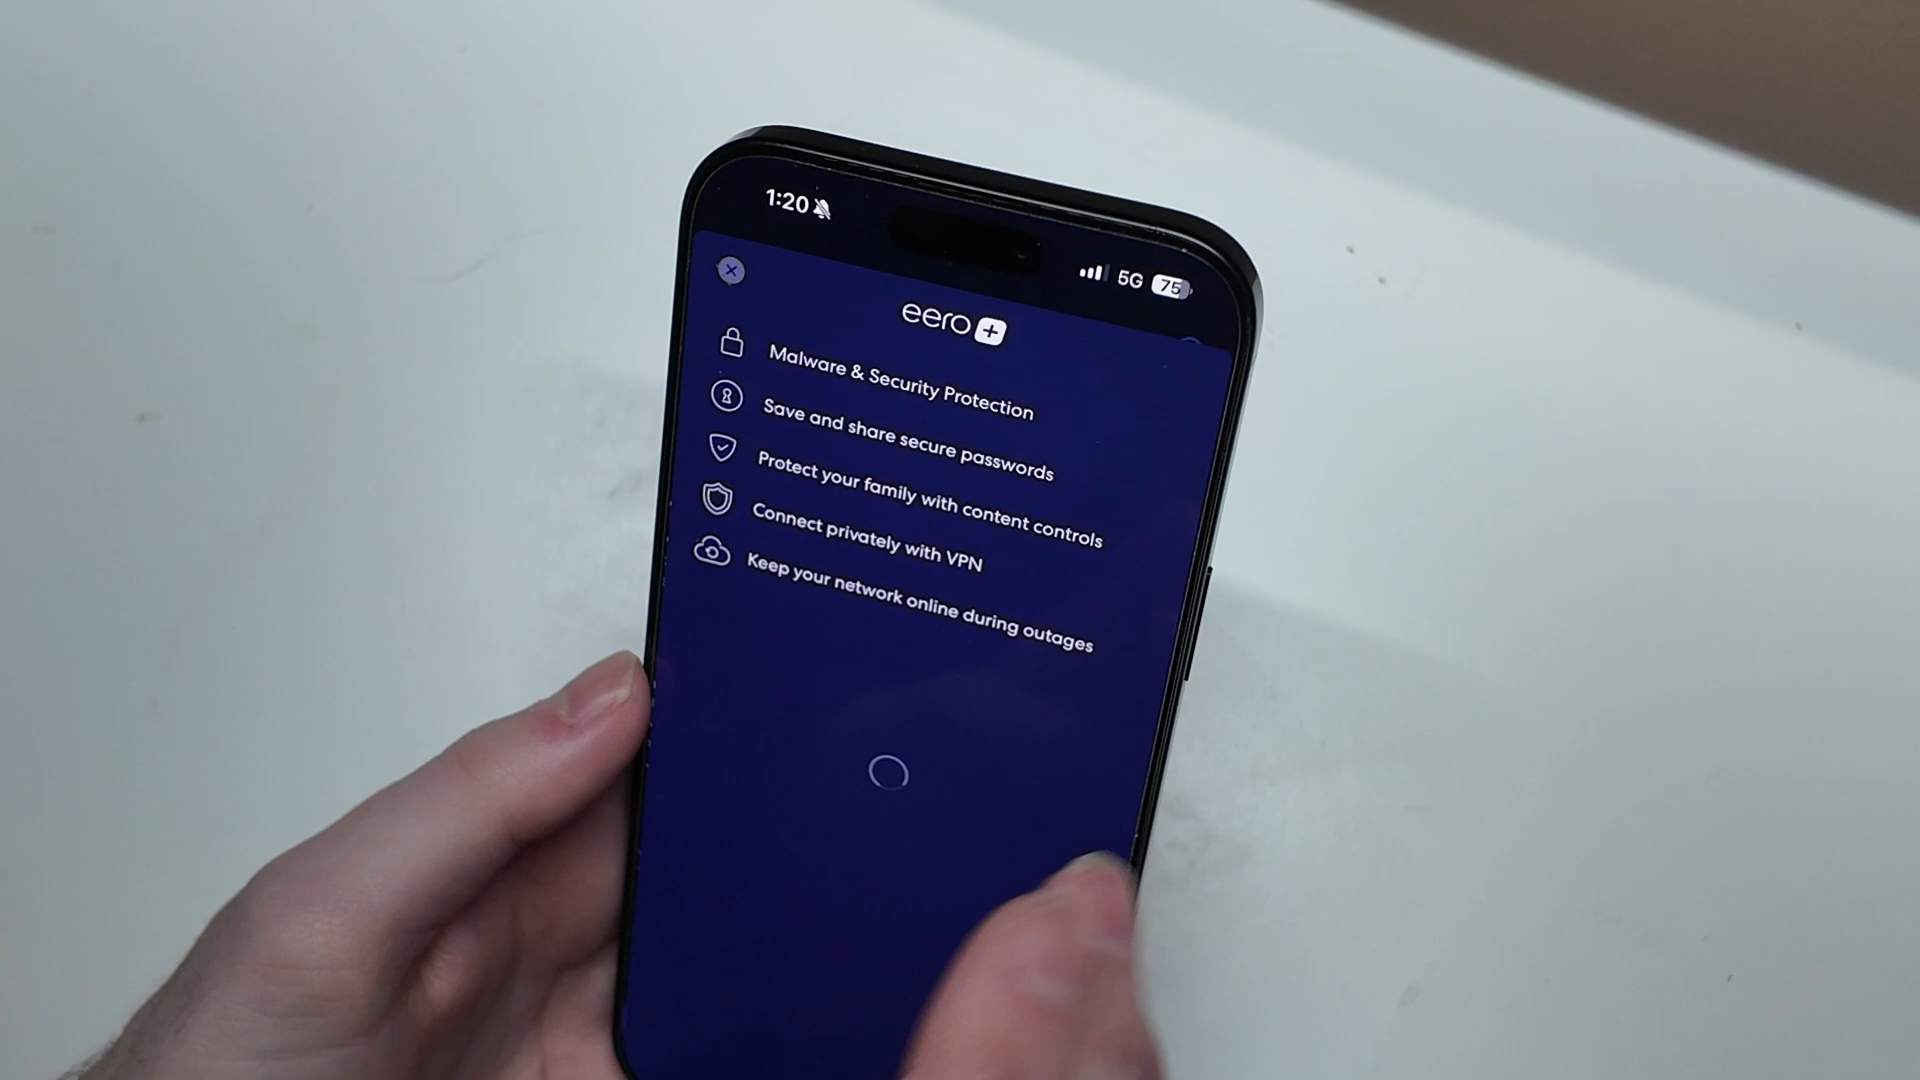 1:20
5G 75
eero+
Malware & Security Protection
Save and share secure passwords
Protect your family with content controls
Connect privately with VPN
Keep your network online during outages